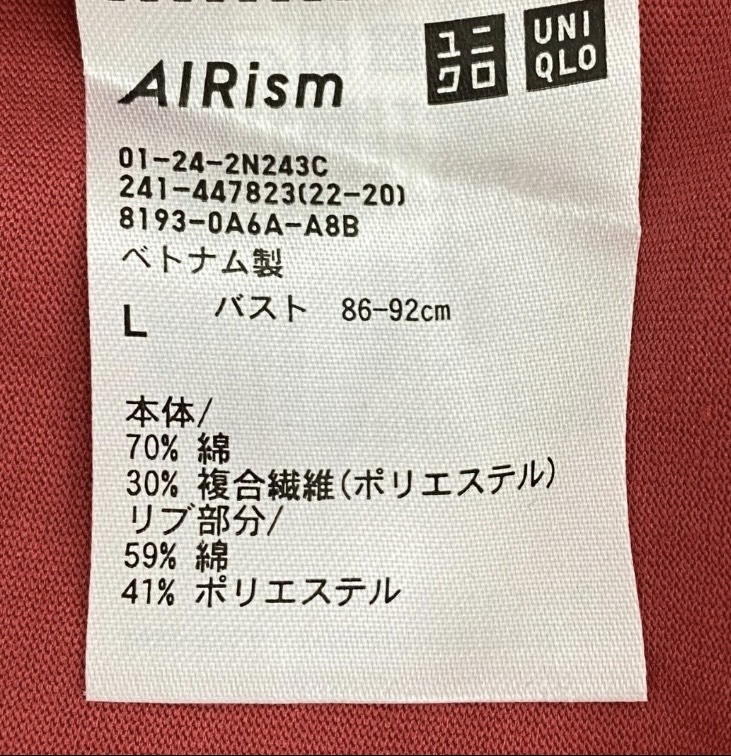 AIRism
ユニ
クロ
UNI
QLO
01-24-2N243C
241-447823(22-20)
8193-0A6A-A8B
ベトナム製
L バスト 86-92cm
本体/
70% 綿
30% 複合繊維(ポリエステル)
リブ部分/
59% 綿
41% ポリエステル